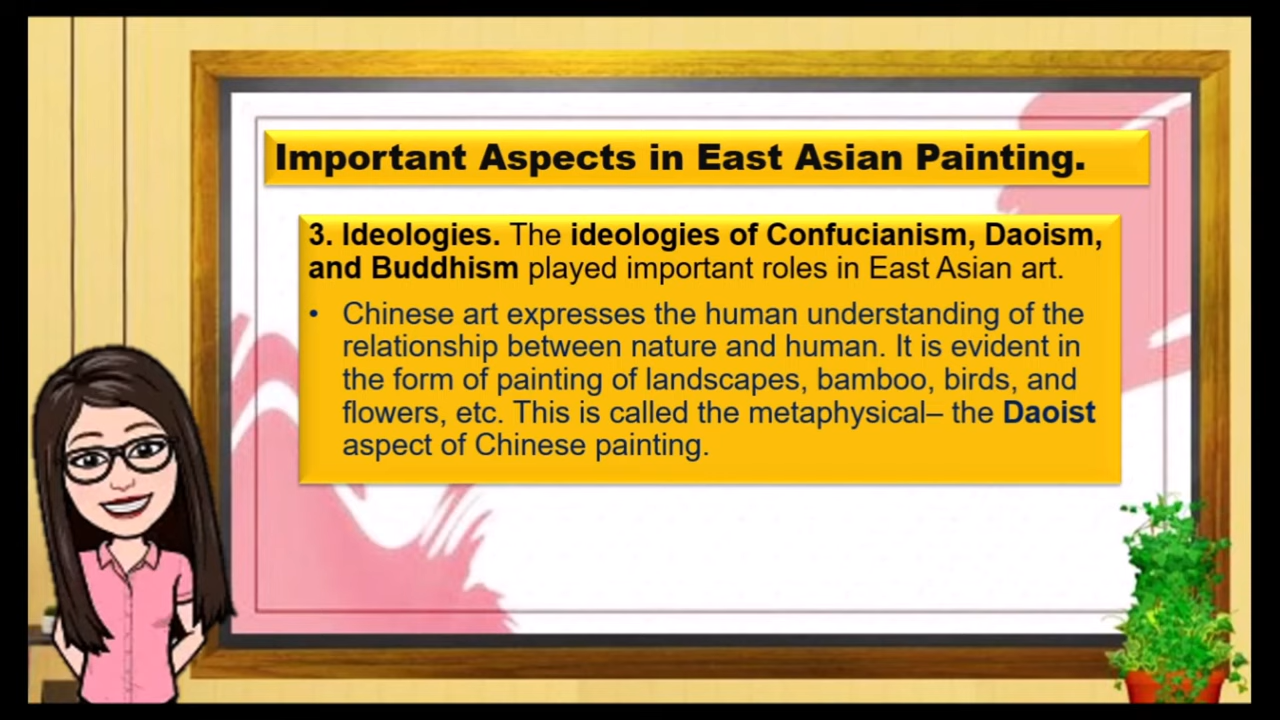 Important Aspects in East Asian Painting.
3. Ideologies. The ideologies of Confucianism, Daoism,
and Buddhism played important roles in East Asian art.
• Chinese art expresses the human understanding of the
relationship between nature and human. It is evident in
the form of painting of landscapes, bamboo, birds, and
flowers, etc. This is called the metaphysical– the Daoist
aspect of Chinese painting.